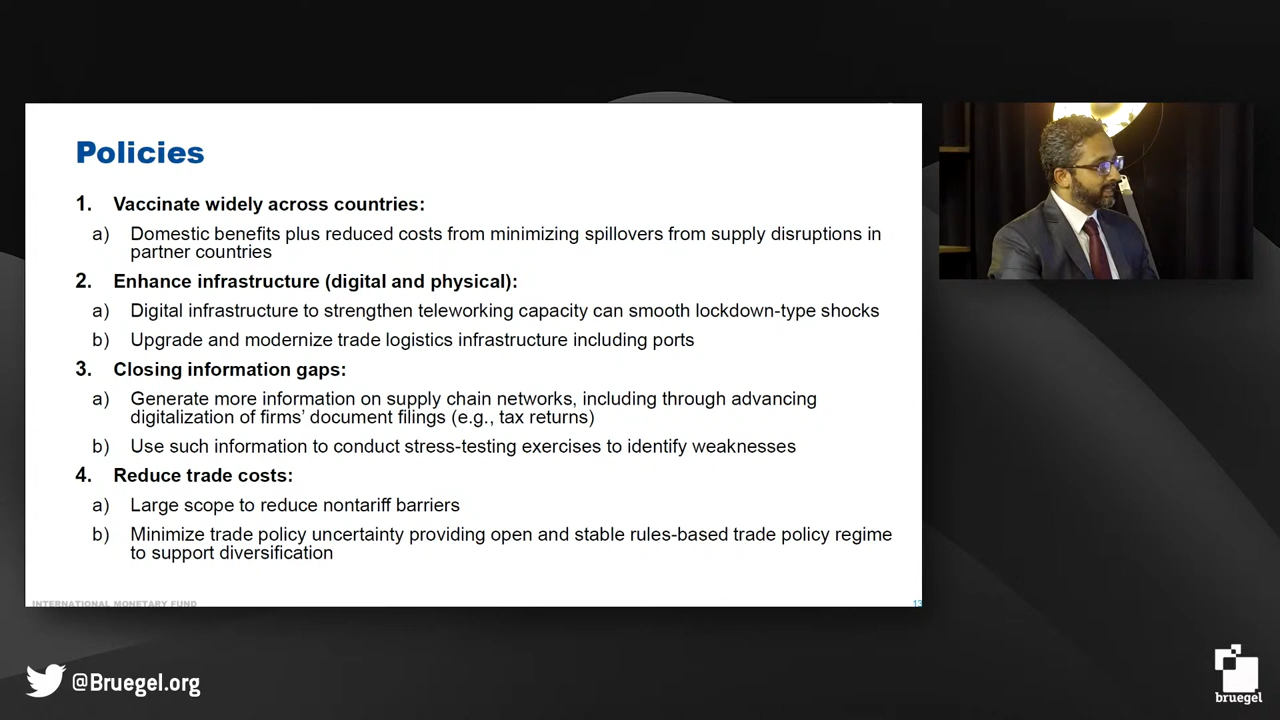 Policies
1. Vaccinate widely across countries:
a) Domestic benefits plus reduced costs from minimizing spillovers from supply disruptions in
partner countries
2. Enhance infrastructure (digital and physical):
a) Digital infrastructure to strengthen teleworking capacity can smooth lockdown-type shocks
b) Upgrade and modernize trade logistics infrastructure including ports
3. Closing information gaps:
a) Generate more information on supply chain networks, including through advancing
digitalization of firms’ document filings (e.g., tax returns)
b) Use such information to conduct stress-testing exercises to identify weaknesses
4. Reduce trade costs:
a) Large scope to reduce nontariff barriers
b) Minimize trade policy uncertainty providing open and stable rules-based trade policy regime
to support diversification
INTERNATIONAL MONETARY FUND
13
@Bruegel.org
bruegel